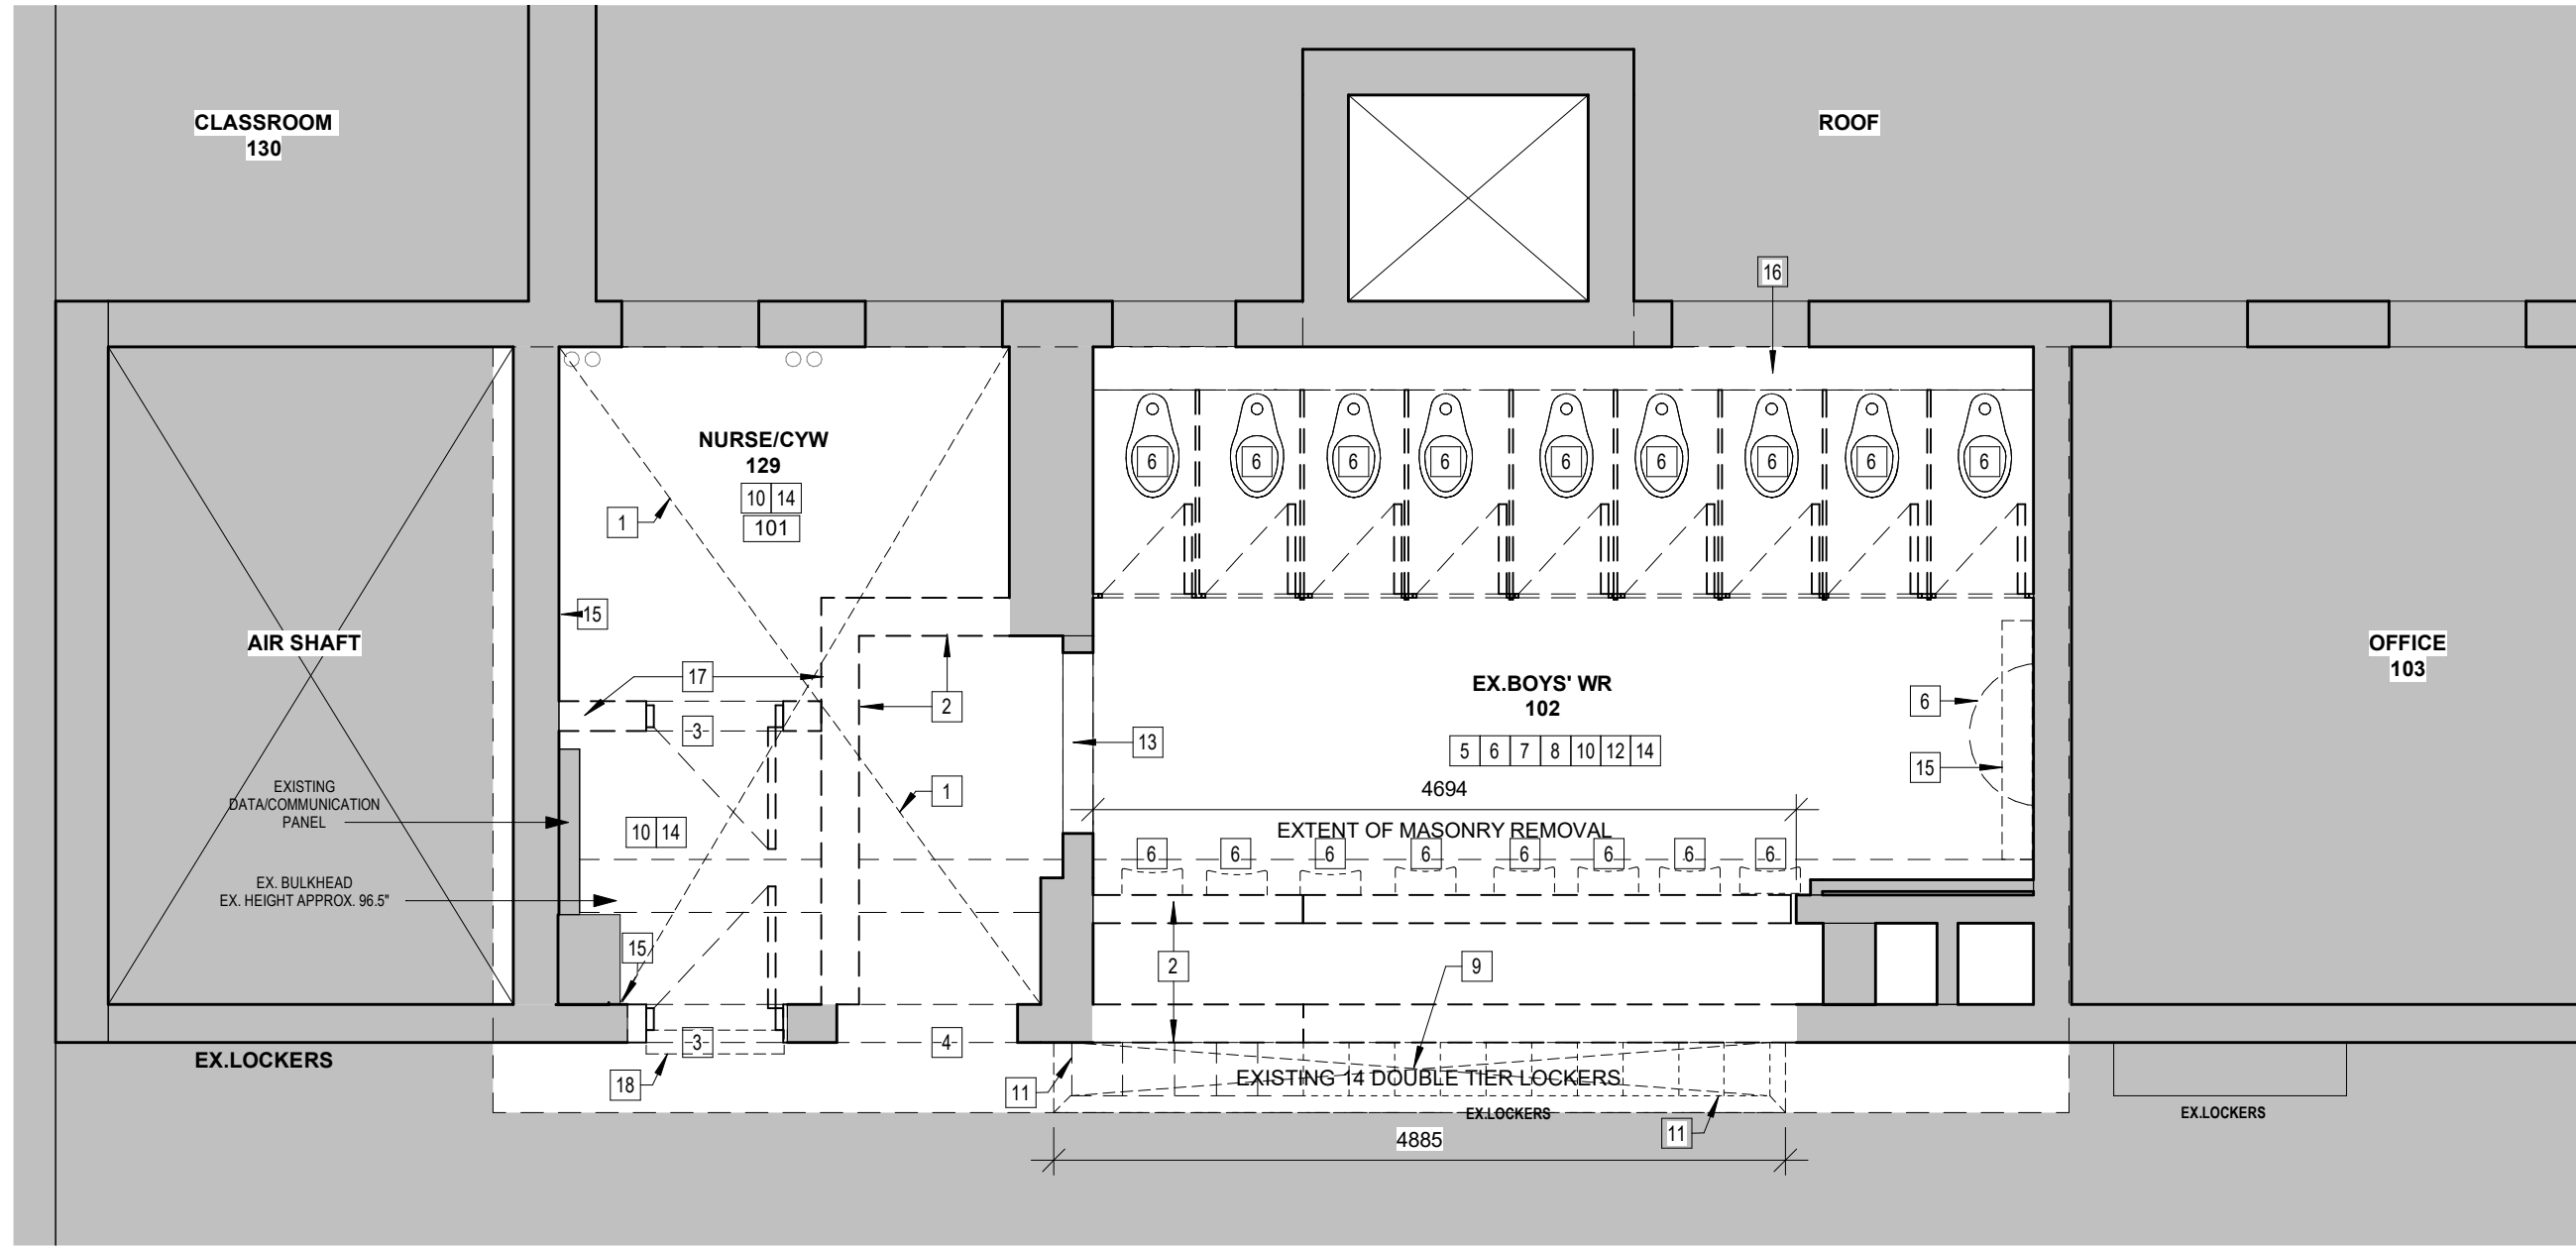 CLASSROOM
130
ROOF
16
NURSE/CYW
129
10 14
101
6 6 6 6 6 6 6 6 6
1
15
AIR SHAFT
17
3
2
EX.BOYS' WR
102
5 6 7 8 10 12 14
13
6
15
OFFICE
103
4694
EXTENT OF MASONRY REMOVAL
EXISTING
DATA/COMMUNICATION
PANEL
1
10 14
6 6 6 6 6 6 6 6
EX. BULKHEAD
EX. HEIGHT APPROX. 96.5"
15
2
9
3
4
EX.LOCKERS
18
11
EXISTING 14 DOUBLE TIER LOCKERS
EX.LOCKERS
EX.LOCKERS
11
4885